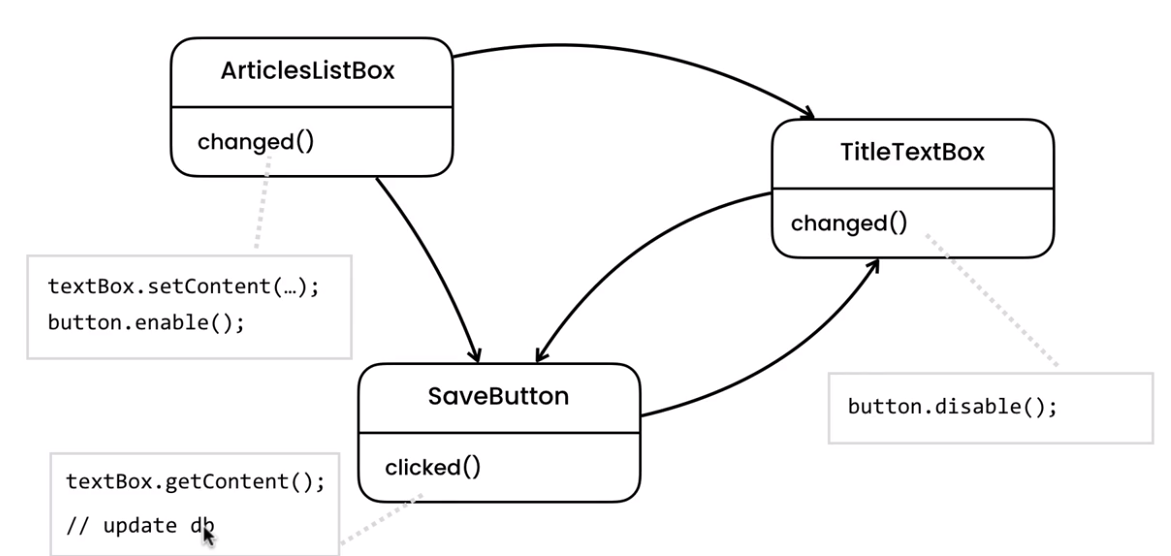 ArticlesListBox
changed()
TitleTextBox
changed()
textBox.setContent(…);
button.enable();
SaveButton
clicked()
button.disable();
textBox.getContent();
// update db